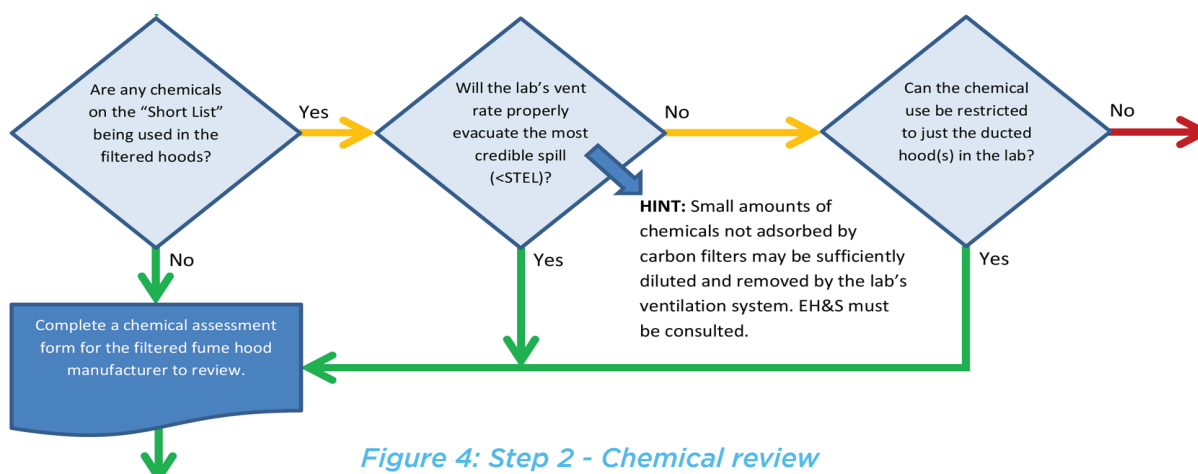 Are any chemicals
on the “Short List”
being used in the
filtered hoods?
Yes
No
Will the lab’s vent
rate properly
evacuate the most
credible spill
(<STEL)?
No
Yes
HINT: Small amounts of
chemicals not adsorbed by
carbon filters may be sufficiently
diluted and removed by the lab’s
ventilation system. EH&S must
be consulted.
Can the chemical
use be restricted
to just the ducted
hood(s) in the lab?
No
Yes
Complete a chemical assessment
form for the filtered fume hood
manufacturer to review.
Figure 4: Step 2 - Chemical review